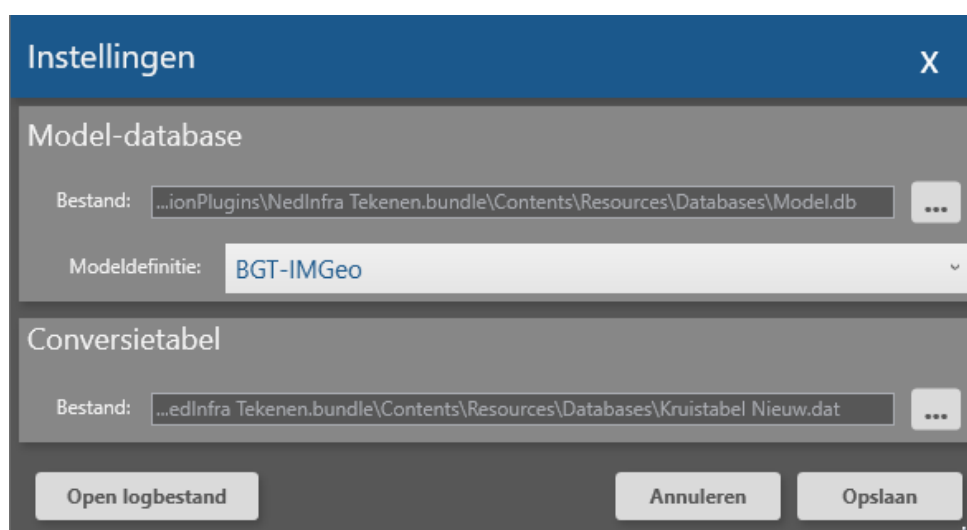 Instellingen X
Model-database
Bestand: ...ionPlugins\NedInfra Tekenen.bundle\Contents\Resources\Databases\Model.db ...
Modeldefinitie: BGT-IMGeo
Conversietabel
Bestand: ...edInfra Tekenen.bundle\Contents\Resources\Databases\Kruistabel Nieuw.dat ...
Open logbestand Annuleren Opslaan